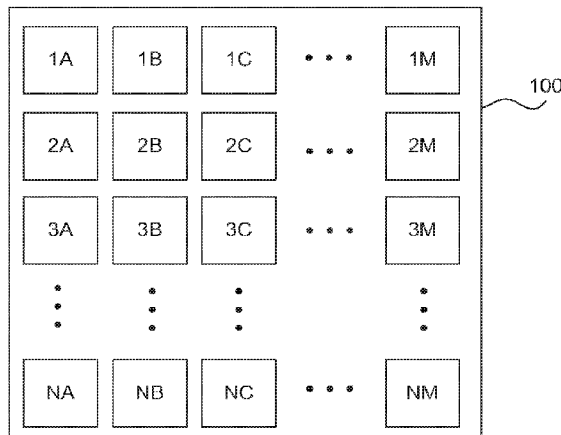 1A 1B 1C • • • 1M
100
2A 2B 2C • • • 2M
3A 3B 3C • • • 3M
NA NB NC • • • NM